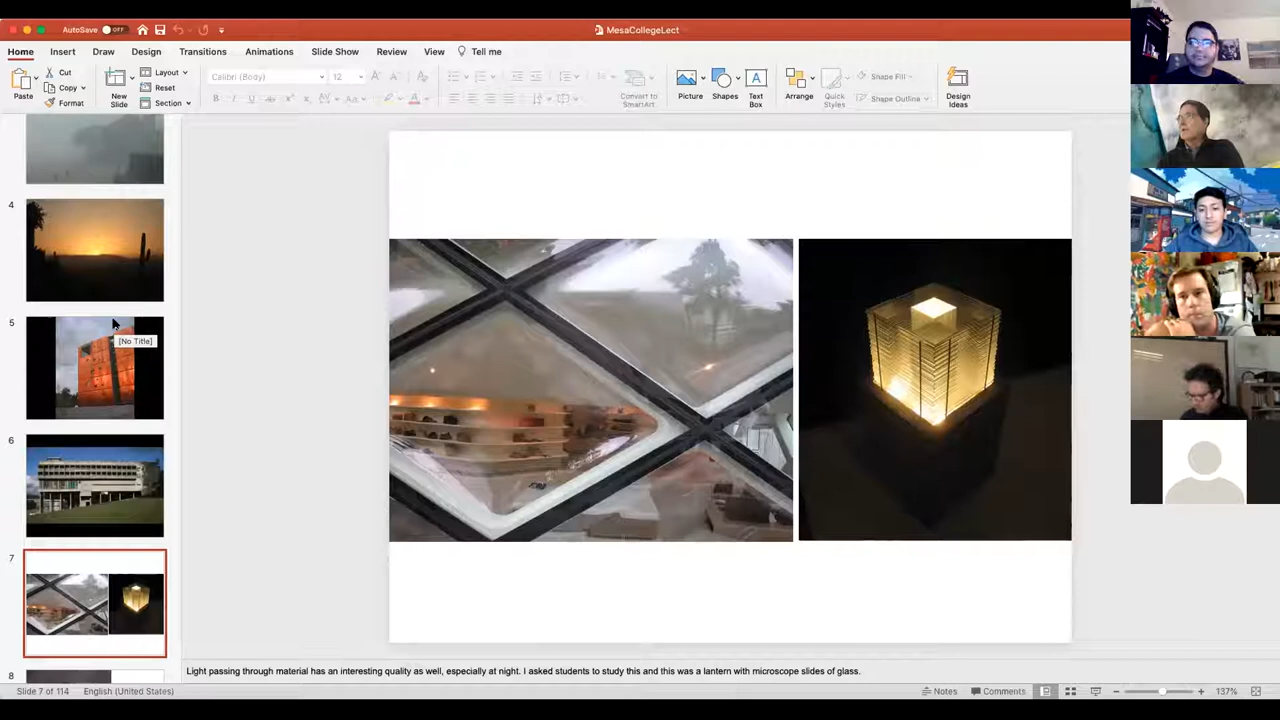 AutoSave OFF
MesaCollegeLect
Home Insert Draw Design Transitions Animations Slide Show Review View Tell me
Paste
Cut
Copy
Format
New
Slide
Layout
Reset
Section
Calibri (Body) 12
Convert to
SmartArt
Picture
Shapes
Text
Box
Arrange
Quick
Styles
Shape Fill
Shape Outline
Design
Ideas
4
5
[No Title]
6
7
8
Light passing through material has an interesting quality as well, especially at night. I asked students to study this and this was a lantern with microscope slides of glass.
Slide 7 of 114 English (United States) Notes Comments 137%